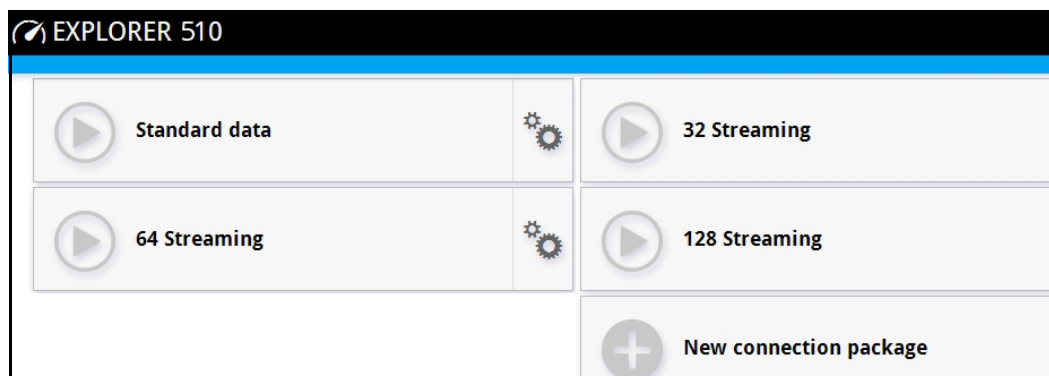 EXPLORER 510
Standard data
32 Streaming
64 Streaming
128 Streaming
New connection package